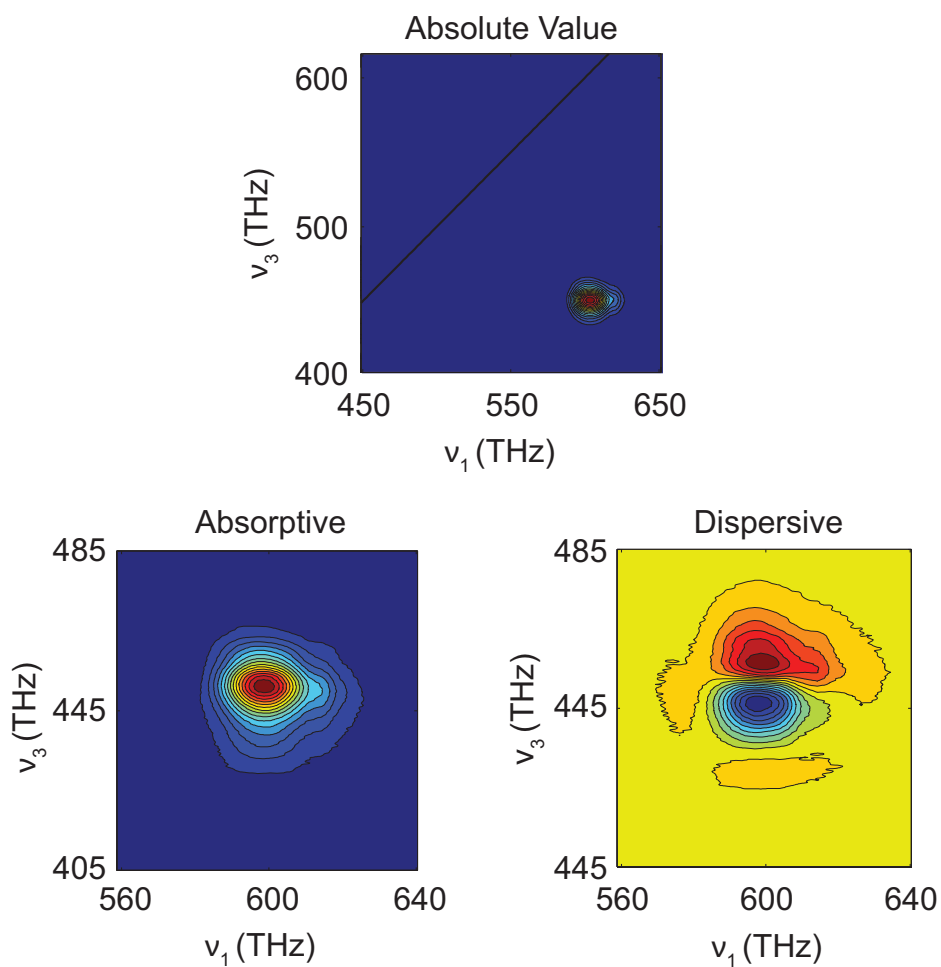 Absolute Value
600
500
400
ν3 (THz)
450 550 650
ν1 (THz)
Absorptive
485
445
405
ν3 (THz)
560 600 640
ν1 (THz)
Dispersive
485
445
445
ν3 (THz)
560 600 640
ν1 (THz)